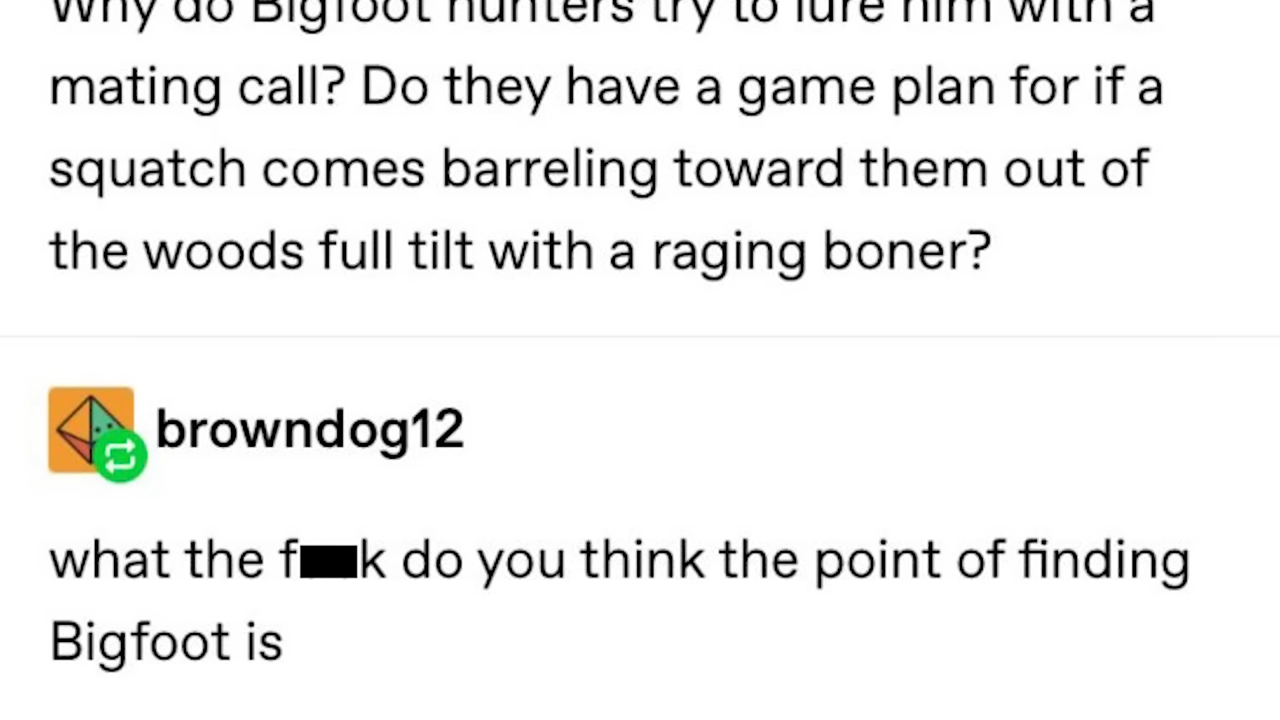 Why do Bigfoot hunters try to lure him with a
mating call? Do they have a game plan for if a
squatch comes barreling toward them out of
the woods full tilt with a raging boner?
browndog12
what the f██k do you think the point of finding
Bigfoot is